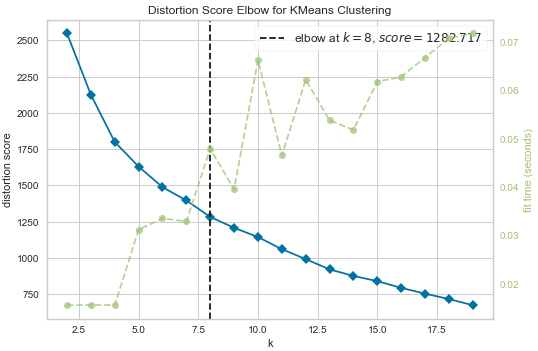 Distortion Score Elbow for KMeans Clustering
elbow at k = 8, score = 1282.717
distortion score
2500
2250
2000
1750
1500
1250
1000
750
0.07
0.06
0.05
0.04
0.03
0.02
fit time (seconds)
2.5 5.0 7.5 10.0 12.5 15.0 17.5
k